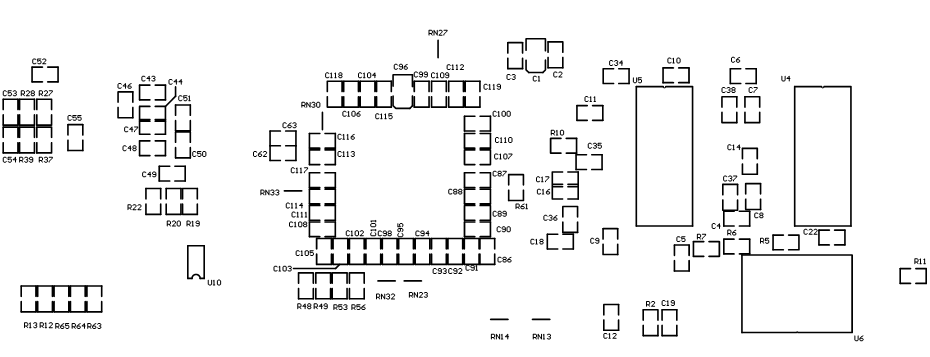 RN27
C52
C43
C44
C46
C53 R28 R27
C51
C55
C47
C48
C54 R39 R37
C50
C49
R22
R20 R19
U10
R13 R12 R65 R64 R63
C118 C104 C96 C99 C109 C112
C119
RN30
C106 C115
C100
C63
C116
C110
C62
C113
C107
C117
C87
RN33
C88
C114
C111
C89
C108
C90
C102 C101 C98 C95 C94
C105
C103
C93 C92 C91 C86
R48 R49 R53 R56
RN32 RN23
RN14 RN13
C3 C1 C2
C34
U5
C10
C6
U4
C11
C38 C7
R10
C35
C14
C17
C16
R61
C37
C36
C4
C8
C18
C9
R7 R6
R5
C22
C5
R11
C12
R2 C19
U6